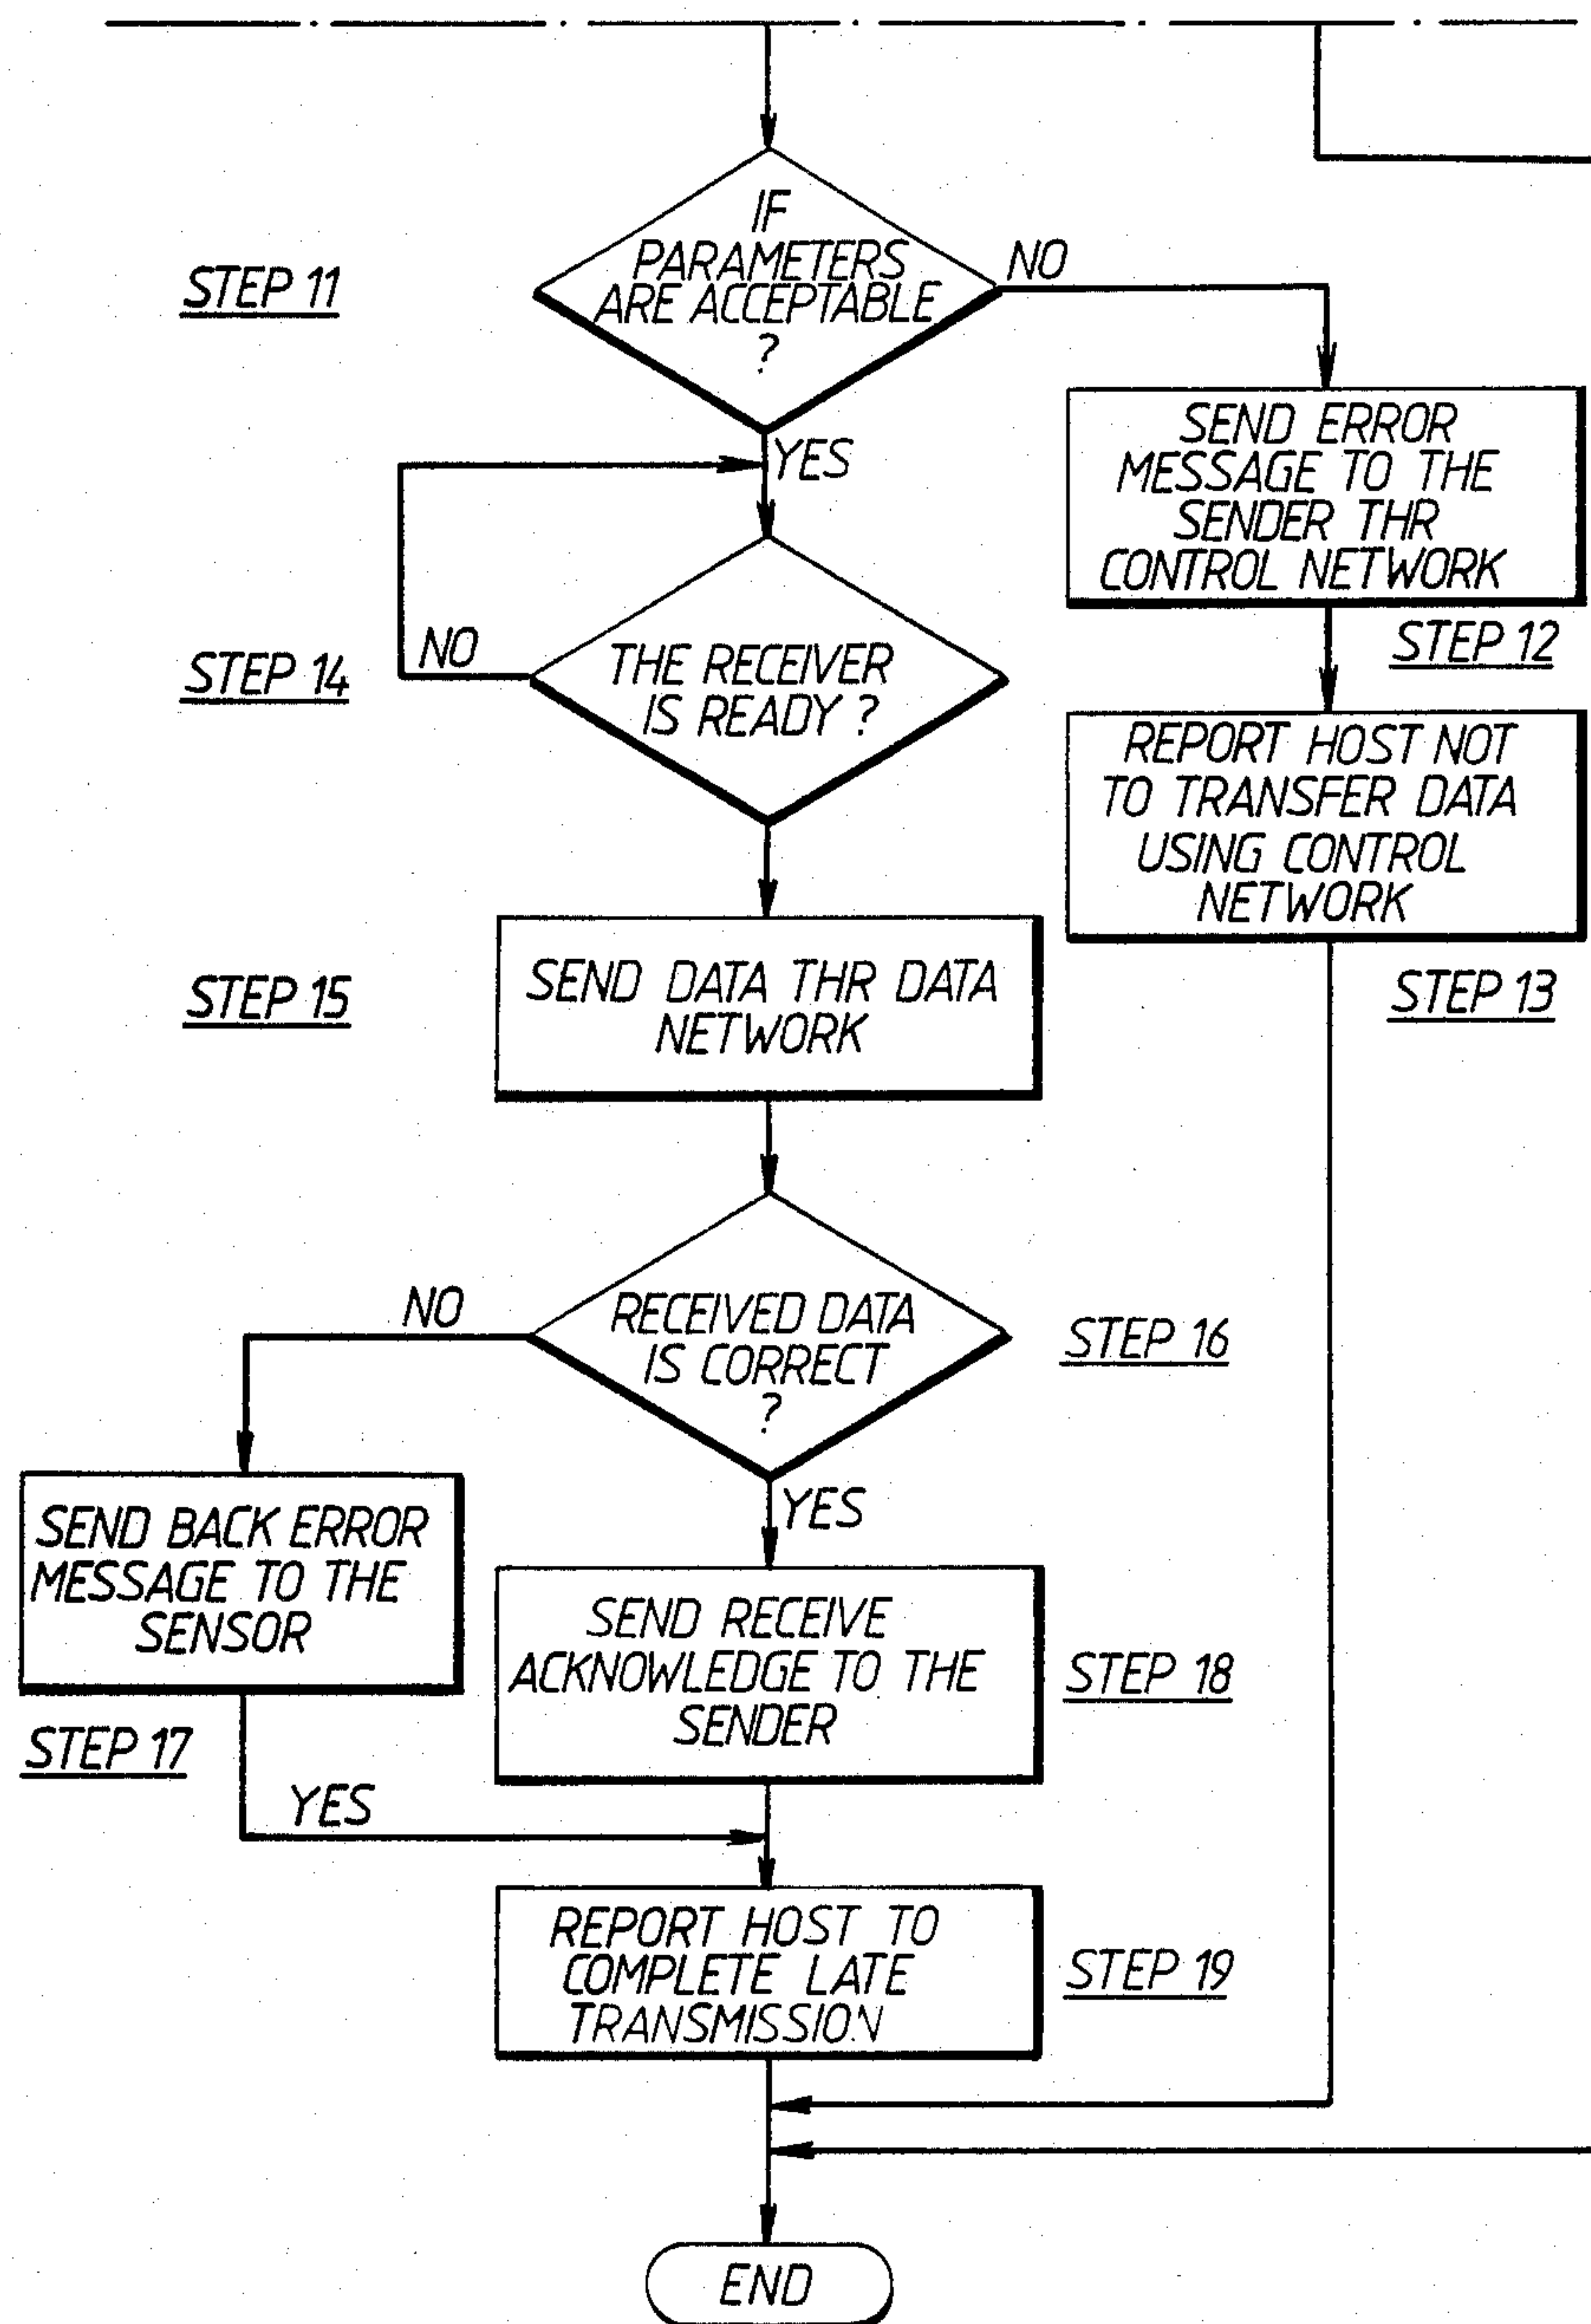 IF
PARAMETERS
ARE ACCEPTABLE
?
STEP 11
NO
YES
SEND ERROR
MESSAGE TO THE
SENDER THR
CONTROL NETWORK
STEP 12
THE RECEIVER
IS READY ?
STEP 14
NO
REPORT HOST NOT
TO TRANSFER DATA
USING CONTROL
NETWORK
STEP 13
SEND DATA THR DATA
NETWORK
STEP 15
RECEIVED DATA
IS CORRECT
?
STEP 16
NO
YES
SEND BACK ERROR
MESSAGE TO THE
SENSOR
STEP 17
SEND RECEIVE
ACKNOWLEDGE TO THE
SENDER
STEP 18
YES
REPORT HOST TO
COMPLETE LATE
TRANSMISSION
STEP 19
END